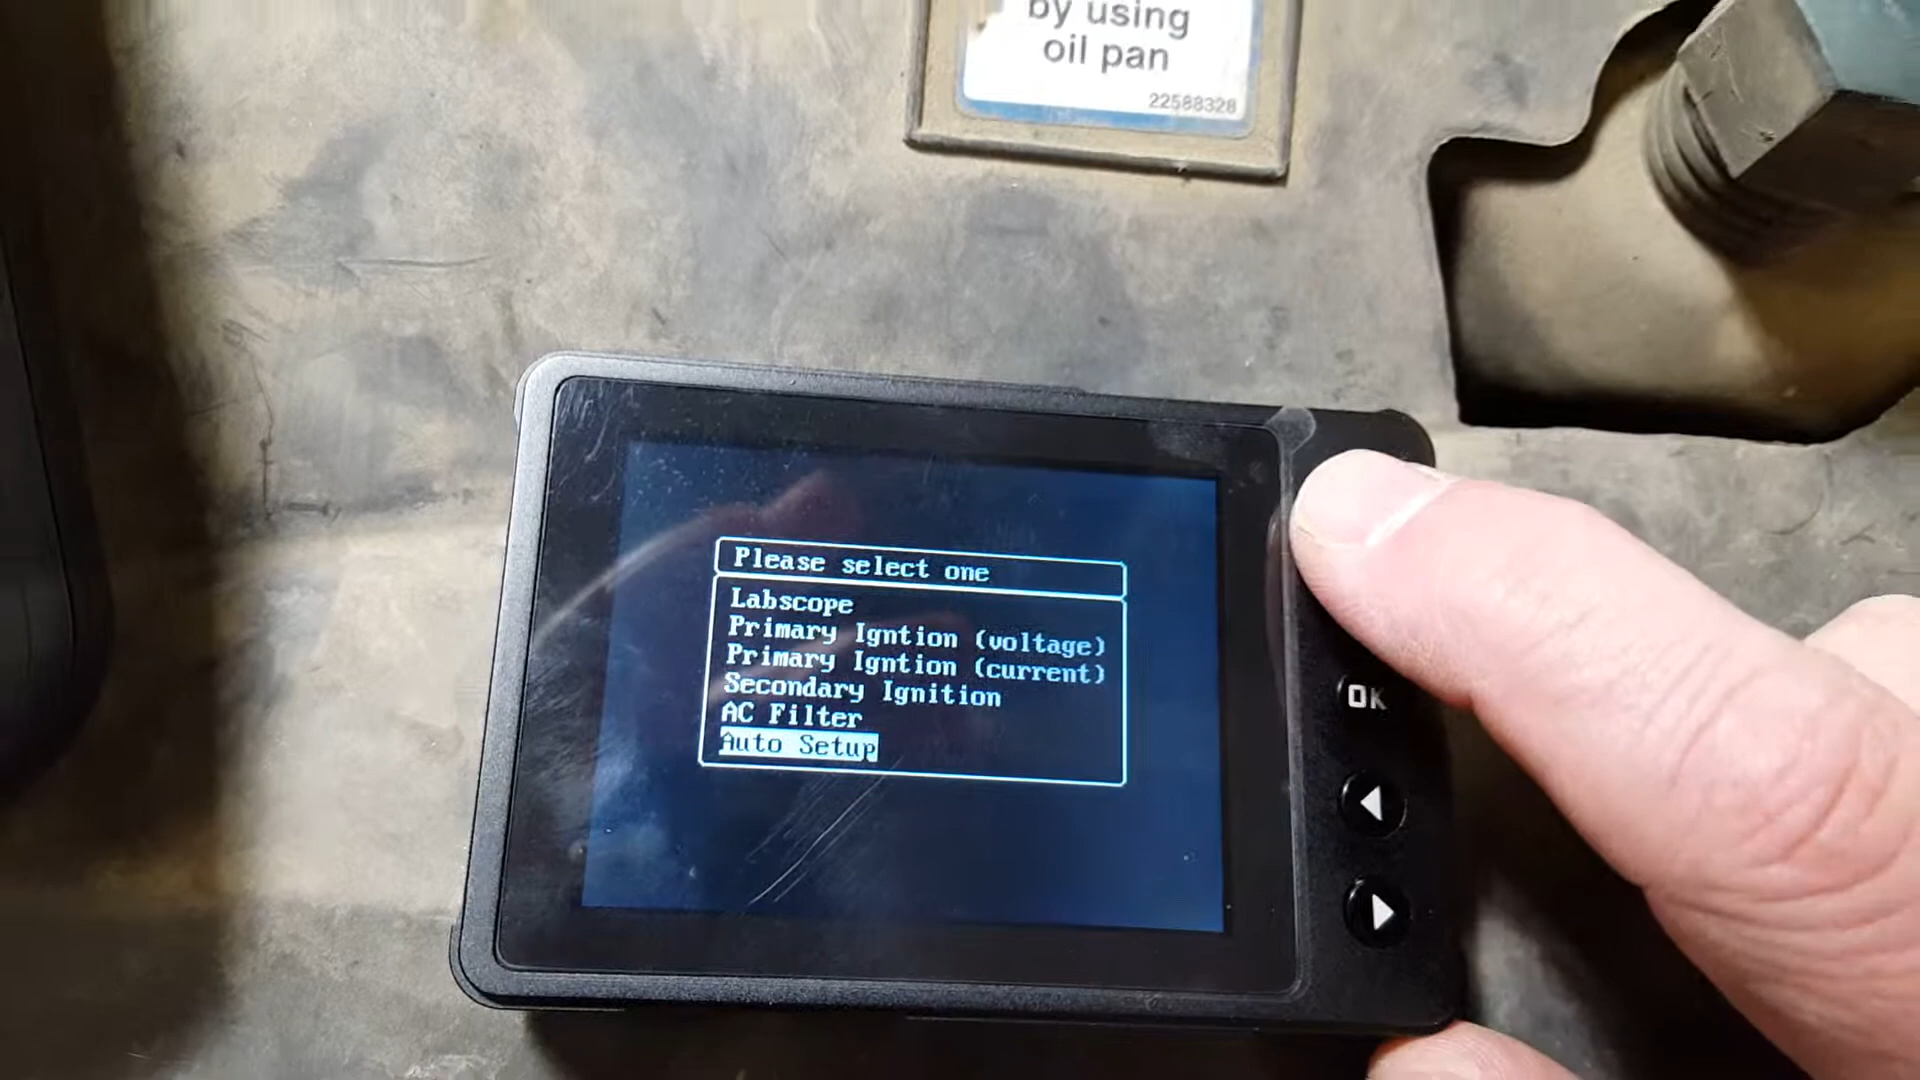 by using
oil pan
22588328
Please select one
Labscope
Primary Igntion (voltage)
Primary Igntion (current)
Secondary Ignition
AC Filter
Auto Setup
OK